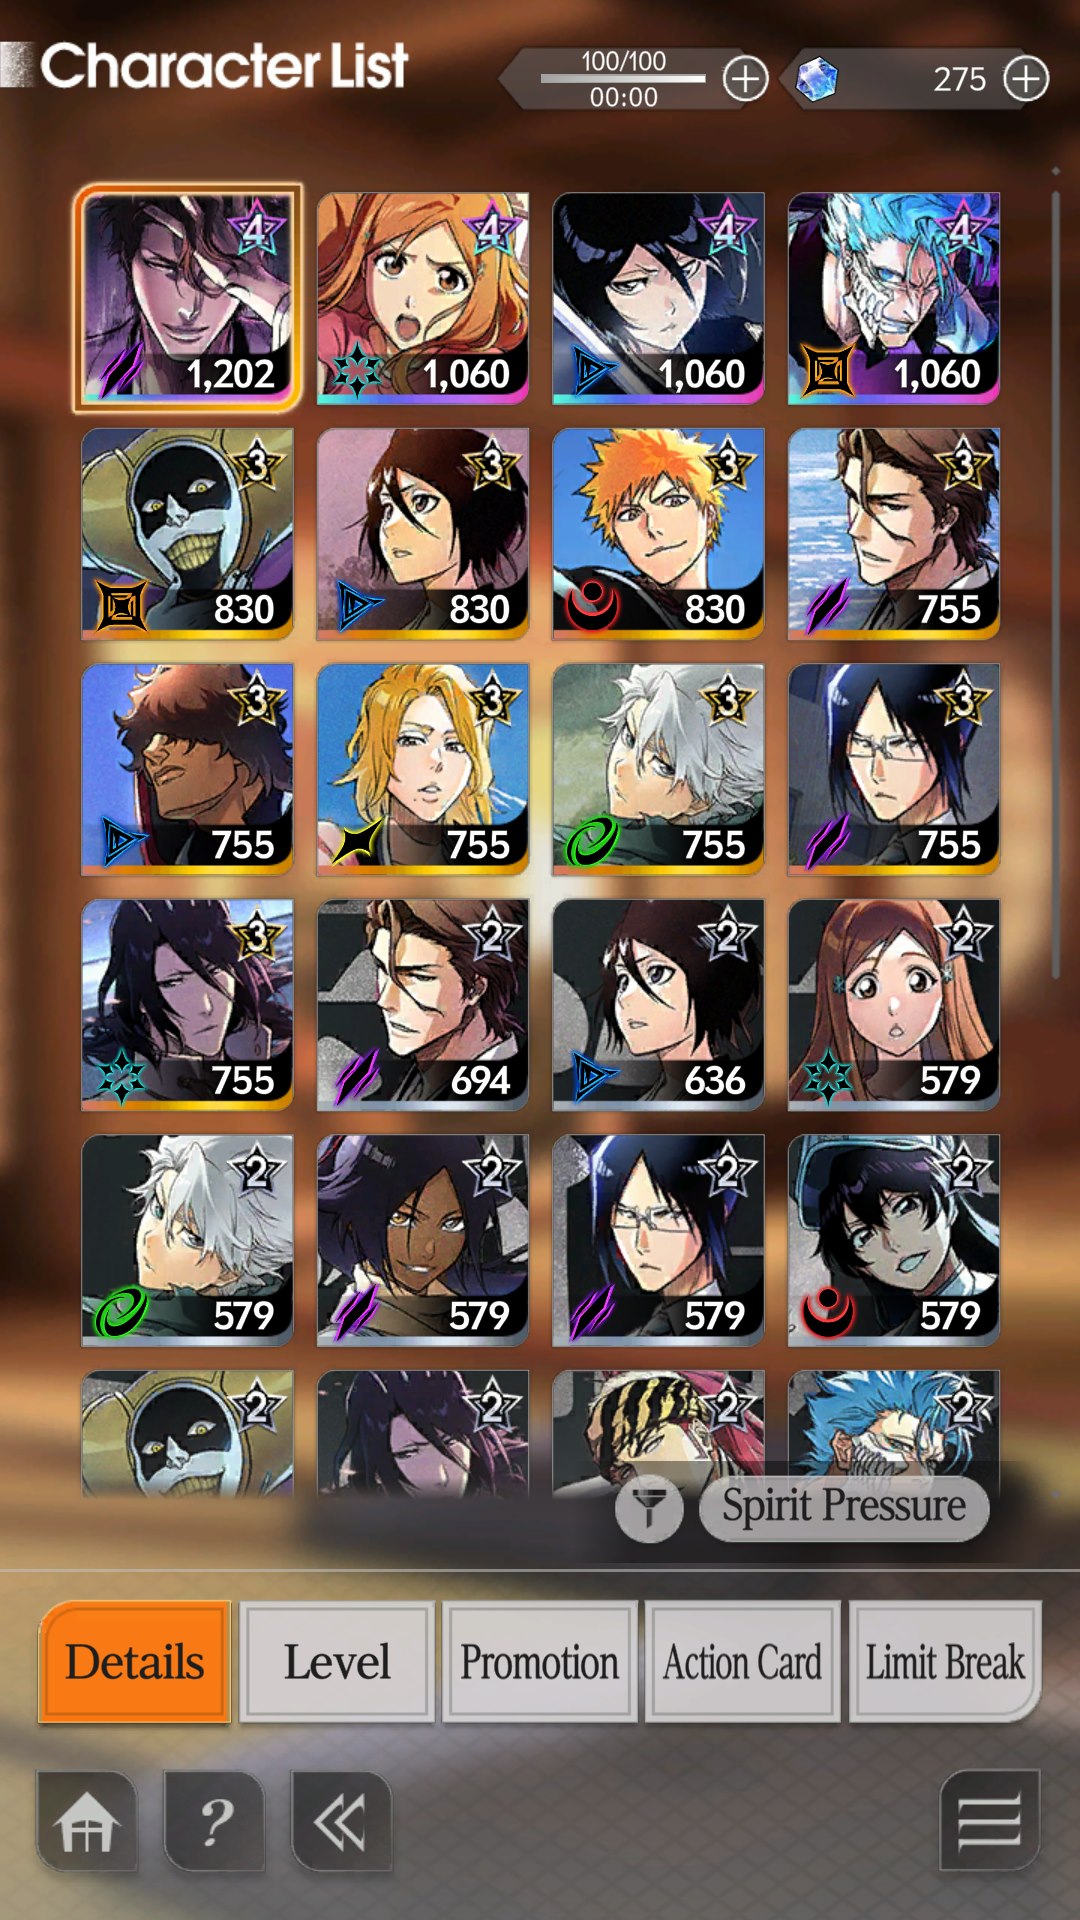 Character List
100/100
00:00
275
4 4 4 4
1,202 1,060 1,060 1,060
3 3 3 3
830 830 830 755
3 3 3 3
755 755 755 755
3 2 2 2
755 694 636 579
2 2 2 2
579 579 579 579
2 2 2 2
Spirit Pressure
Details Level Promotion Action Card Limit Break
?